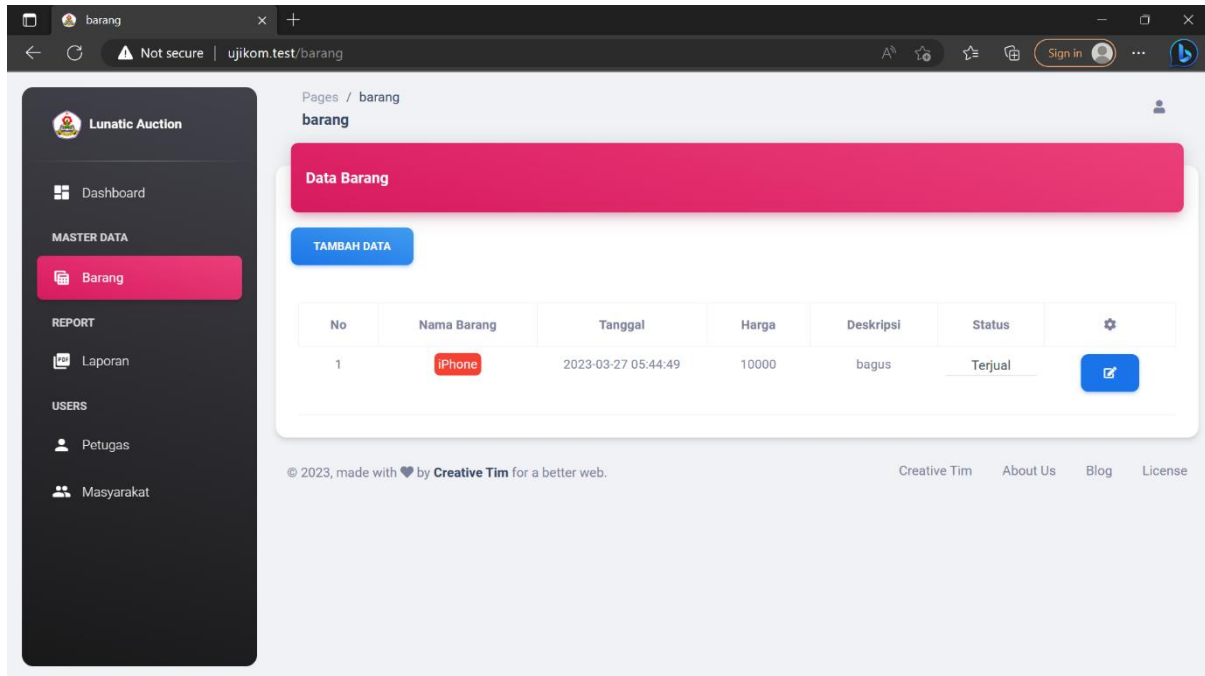 barang
Not secure | ujikom.test/barang
Sign in
Lunatic Auction
Dashboard
MASTER DATA
Barang
REPORT
PDF
Laporan
USERS
Petugas
Masyarakat
Pages / barang
barang
Data Barang
TAMBAH DATA
No Nama Barang Tanggal Harga Deskripsi Status
1 iPhone 2023-03-27 05:44:49 10000 bagus Terjual
© 2023, made with by Creative Tim for a better web.
Creative Tim About Us Blog License